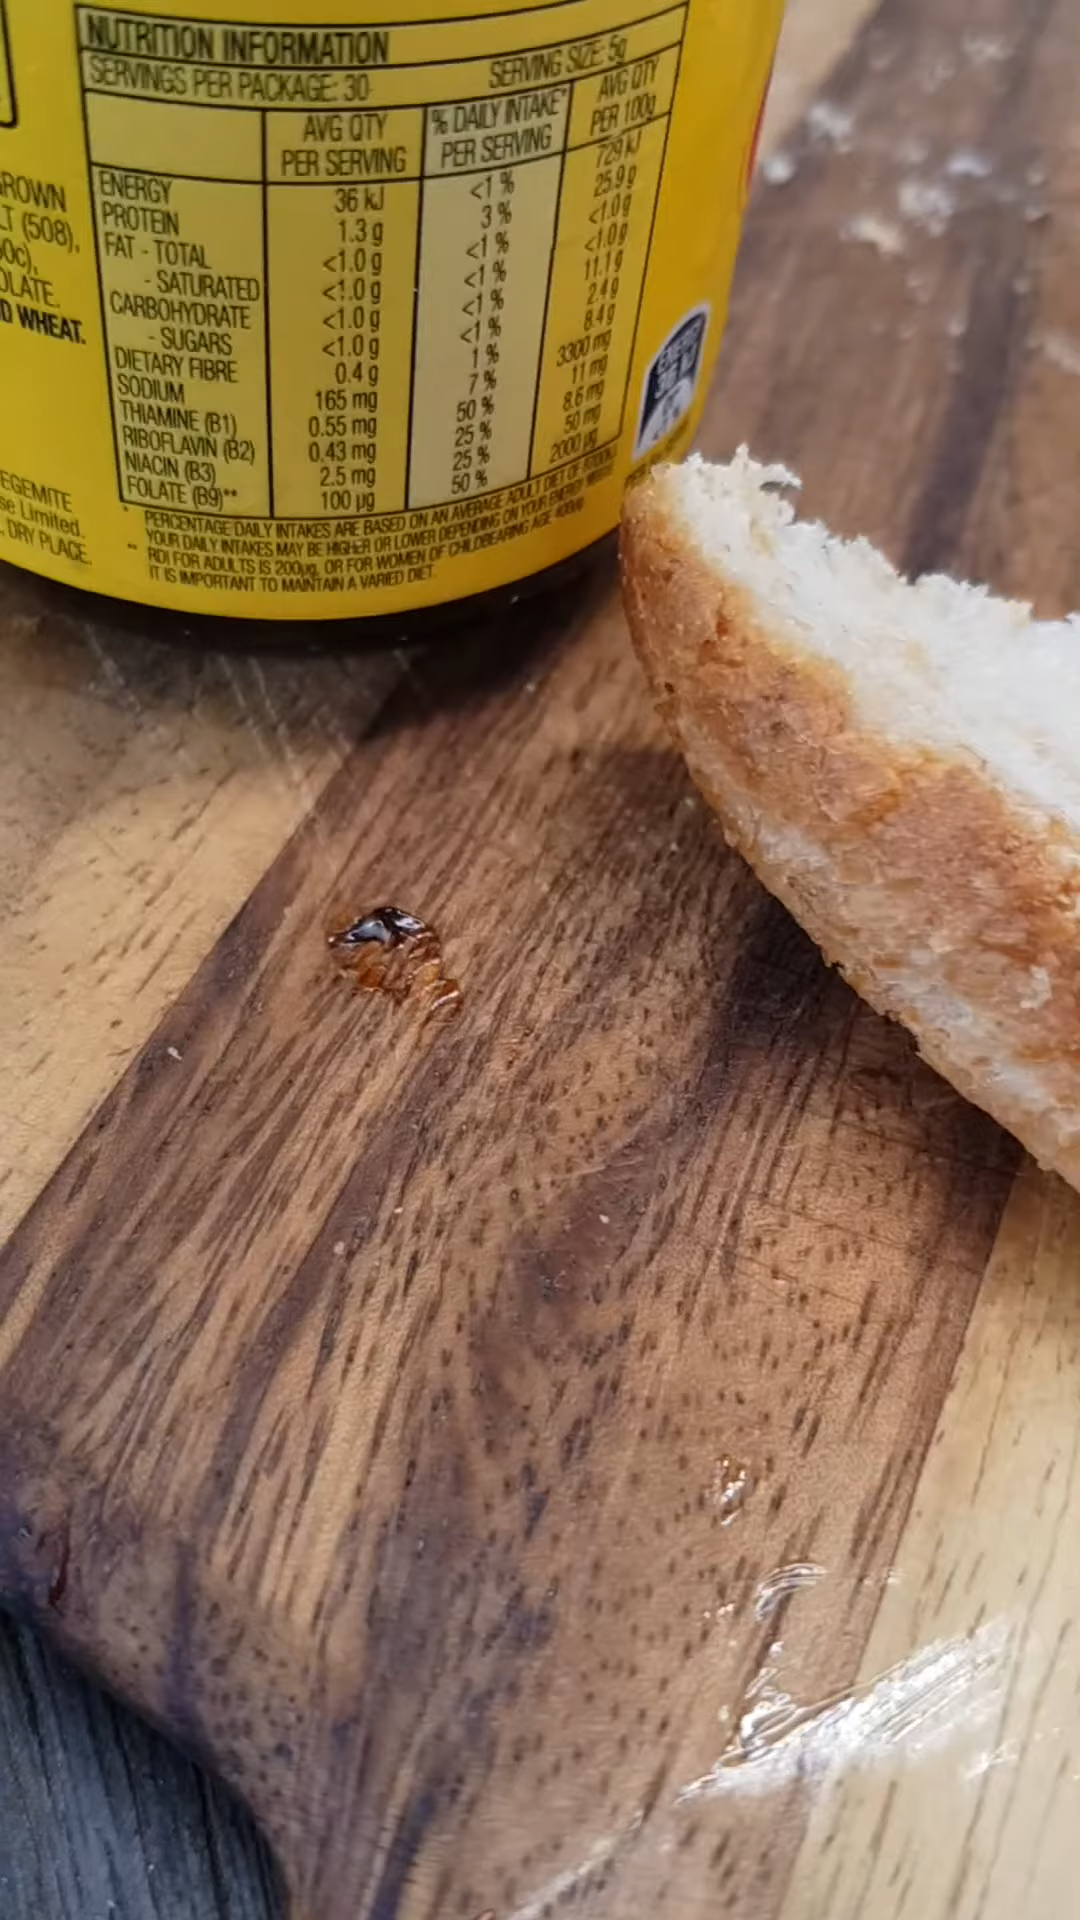 NUTRITION INFORMATION
SERVINGS PER PACKAGE: 30 SERVING SIZE: 5g
AVG QTY PER SERVING % DAILY INTAKE* PER SERVING AVG QTY PER 100g
ENERGY 36 kJ <1 % 729 kJ
PROTEIN 1.3 g 3 % 25.9 g
FAT - TOTAL <1.0 g <1 % <1.0 g
- SATURATED <1.0 g <1 % <1.0 g
CARBOHYDRATE <1.0 g <1 % 11.1 g
- SUGARS <1.0 g <1 % 2.4 g
DIETARY FIBRE 0.4 g 1 % 8.4 g
SODIUM 165 mg 7 % 3300 mg
THIAMINE (B1) 0.55 mg 50 % 11 mg
RIBOFLAVIN (B2) 0.43 mg 25 % 8.6 mg
NIACIN (B3) 2.5 mg 25 % 50 mg
FOLATE (B9)** 100 µg 50 % 2000 µg
* PERCENTAGE DAILY INTAKES ARE BASED ON AN AVERAGE ADULT DIET OF 8700kJ
YOUR DAILY INTAKES MAY BE HIGHER OR LOWER DEPENDING ON YOUR ENERGY
** RDI FOR ADULTS IS 200µg, OR FOR WOMEN OF CHILDBEARING AGE 400µg
IT IS IMPORTANT TO MAINTAIN A VARIED DIET.
ROWN
LT (508),
0c),
OLATE.
D WHEAT.
EGEMITE
se Limited.
DRY PLACE.